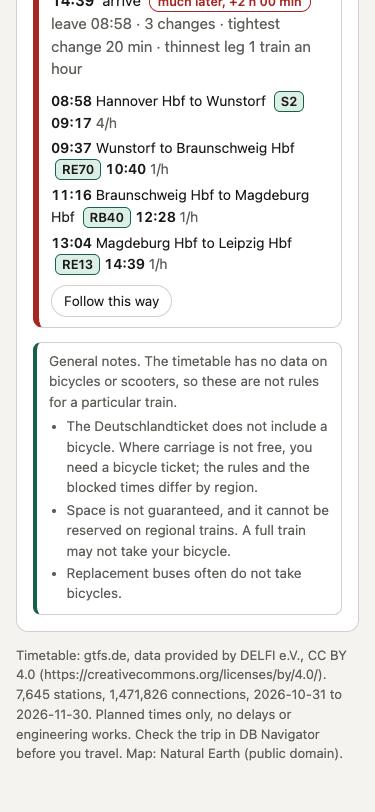 14:39 arrive much later, +2 h 00 min
leave 08:58 · 3 changes · tightest
change 20 min · thinnest leg 1 train an
hour
08:58 Hannover Hbf to Wunstorf S2
09:17 4/h
09:37 Wunstorf to Braunschweig Hbf
RE70 10:40 1/h
11:16 Braunschweig Hbf to Magdeburg
Hbf RB40 12:28 1/h
13:04 Magdeburg Hbf to Leipzig Hbf
RE13 14:39 1/h
Follow this way
General notes. The timetable has no data on
bicycles or scooters, so these are not rules
for a particular train.
• The Deutschlandticket does not include a
bicycle. Where carriage is not free, you
need a bicycle ticket; the rules and the
blocked times differ by region.
• Space is not guaranteed, and it cannot be
reserved on regional trains. A full train
may not take your bicycle.
• Replacement buses often do not take
bicycles.
Timetable: gtfs.de, data provided by DELFI e.V., CC BY
4.0 (https://creativecommons.org/licenses/by/4.0/).
7,645 stations, 1,471,826 connections, 2026-10-31 to
2026-11-30. Planned times only, no delays or
engineering works. Check the trip in DB Navigator
before you travel. Map: Natural Earth (public domain).